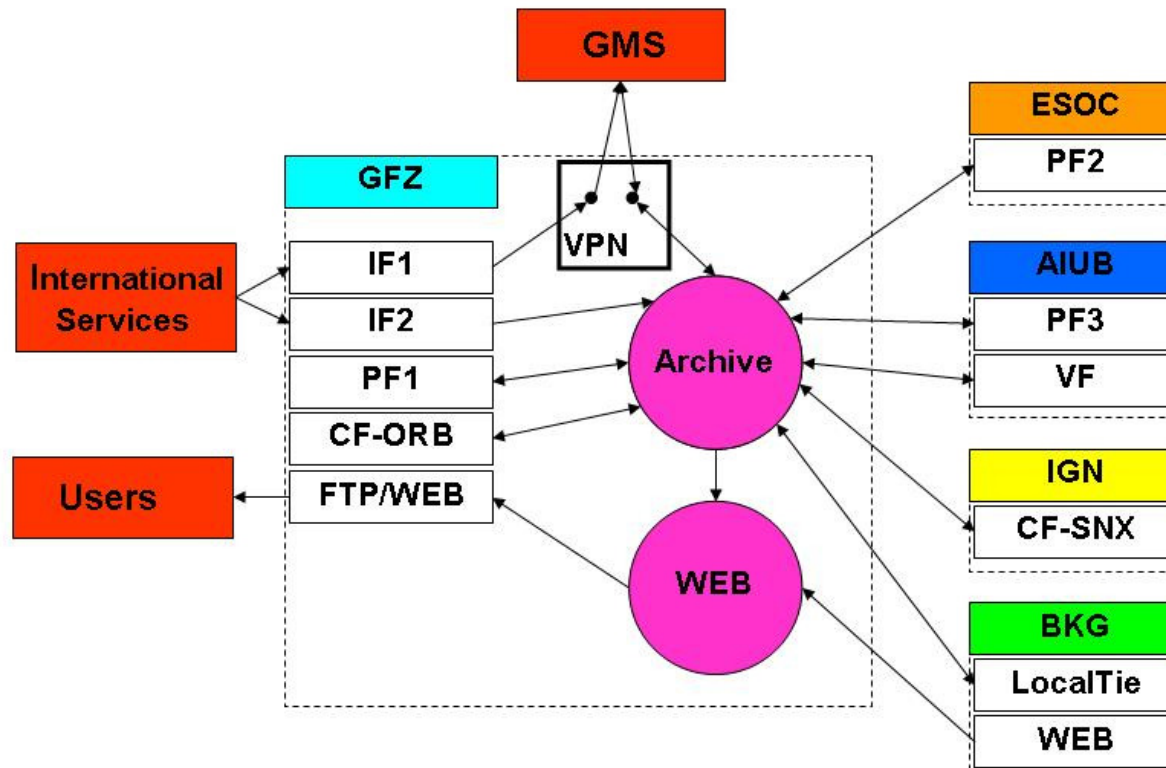 GMS
ESOC
PF2
GFZ
VPN
International
Services
IF1
IF2
PF1
CF-ORB
FTP/WEB
Users
Archive
WEB
AIUB
PF3
VF
IGN
CF-SNX
BKG
LocalTie
WEB